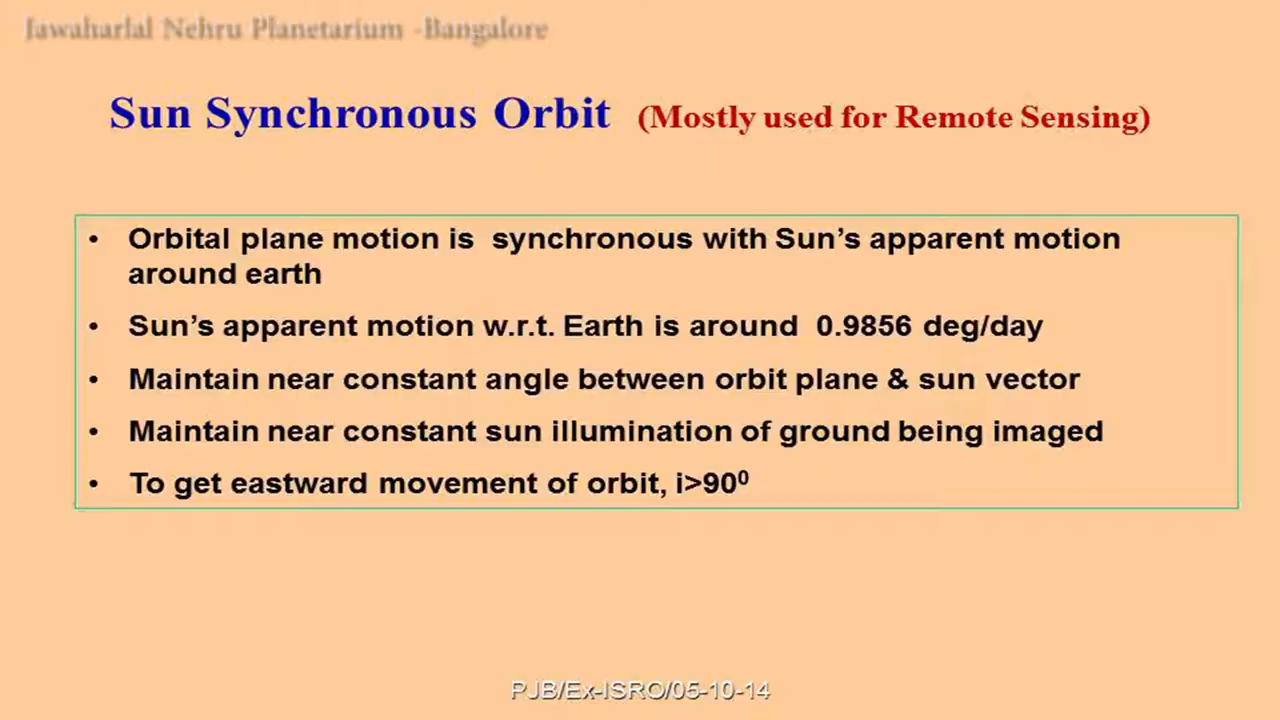 Jawaharlal Nehru Planetarium -Bangalore
Sun Synchronous Orbit (Mostly used for Remote Sensing)
• Orbital plane motion is synchronous with Sun’s apparent motion
around earth
• Sun’s apparent motion w.r.t. Earth is around 0.9856 deg/day
• Maintain near constant angle between orbit plane & sun vector
• Maintain near constant sun illumination of ground being imaged
• To get eastward movement of orbit, i>90⁰
PJB/Ex-ISRO/05-10-14